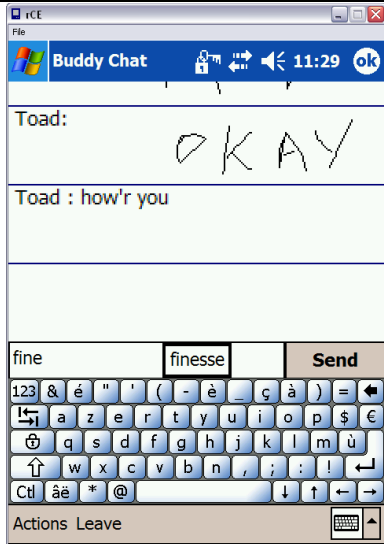 rCE
File
Buddy Chat 11:29 ok
Toad:
OKAY
Toad : how'r you
fine finesse Send
123 & é " ' ( - è _ ç à ) =
a z e r t y u i o p $ €
q s d f g h j k l m ù
w x c v b n , ; : !
Ctl âë * @
Actions Leave